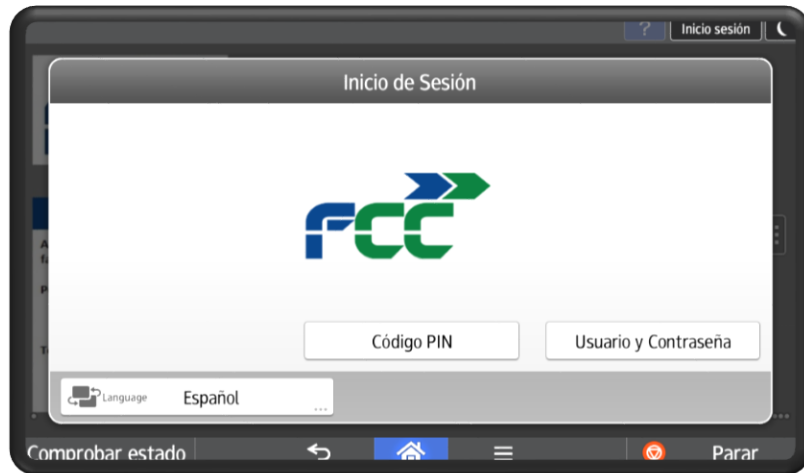 ? Inicio sesión
Inicio de Sesión
FCC
Código PIN
Usuario y Contraseña
Language Español ...
Comprobar estado
Parar